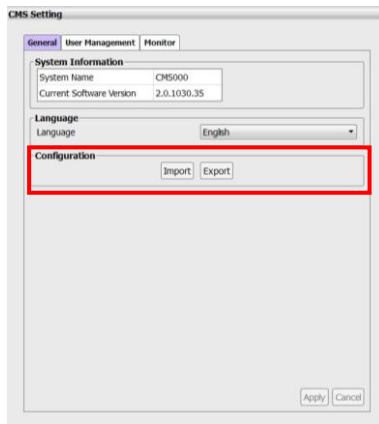 CMS Setting
General User Management Monitor
System Information
System Name CMS000
Current Software Version 2.0.1030.35
Language
Language English
Configuration
Import Export
Apply Cancel